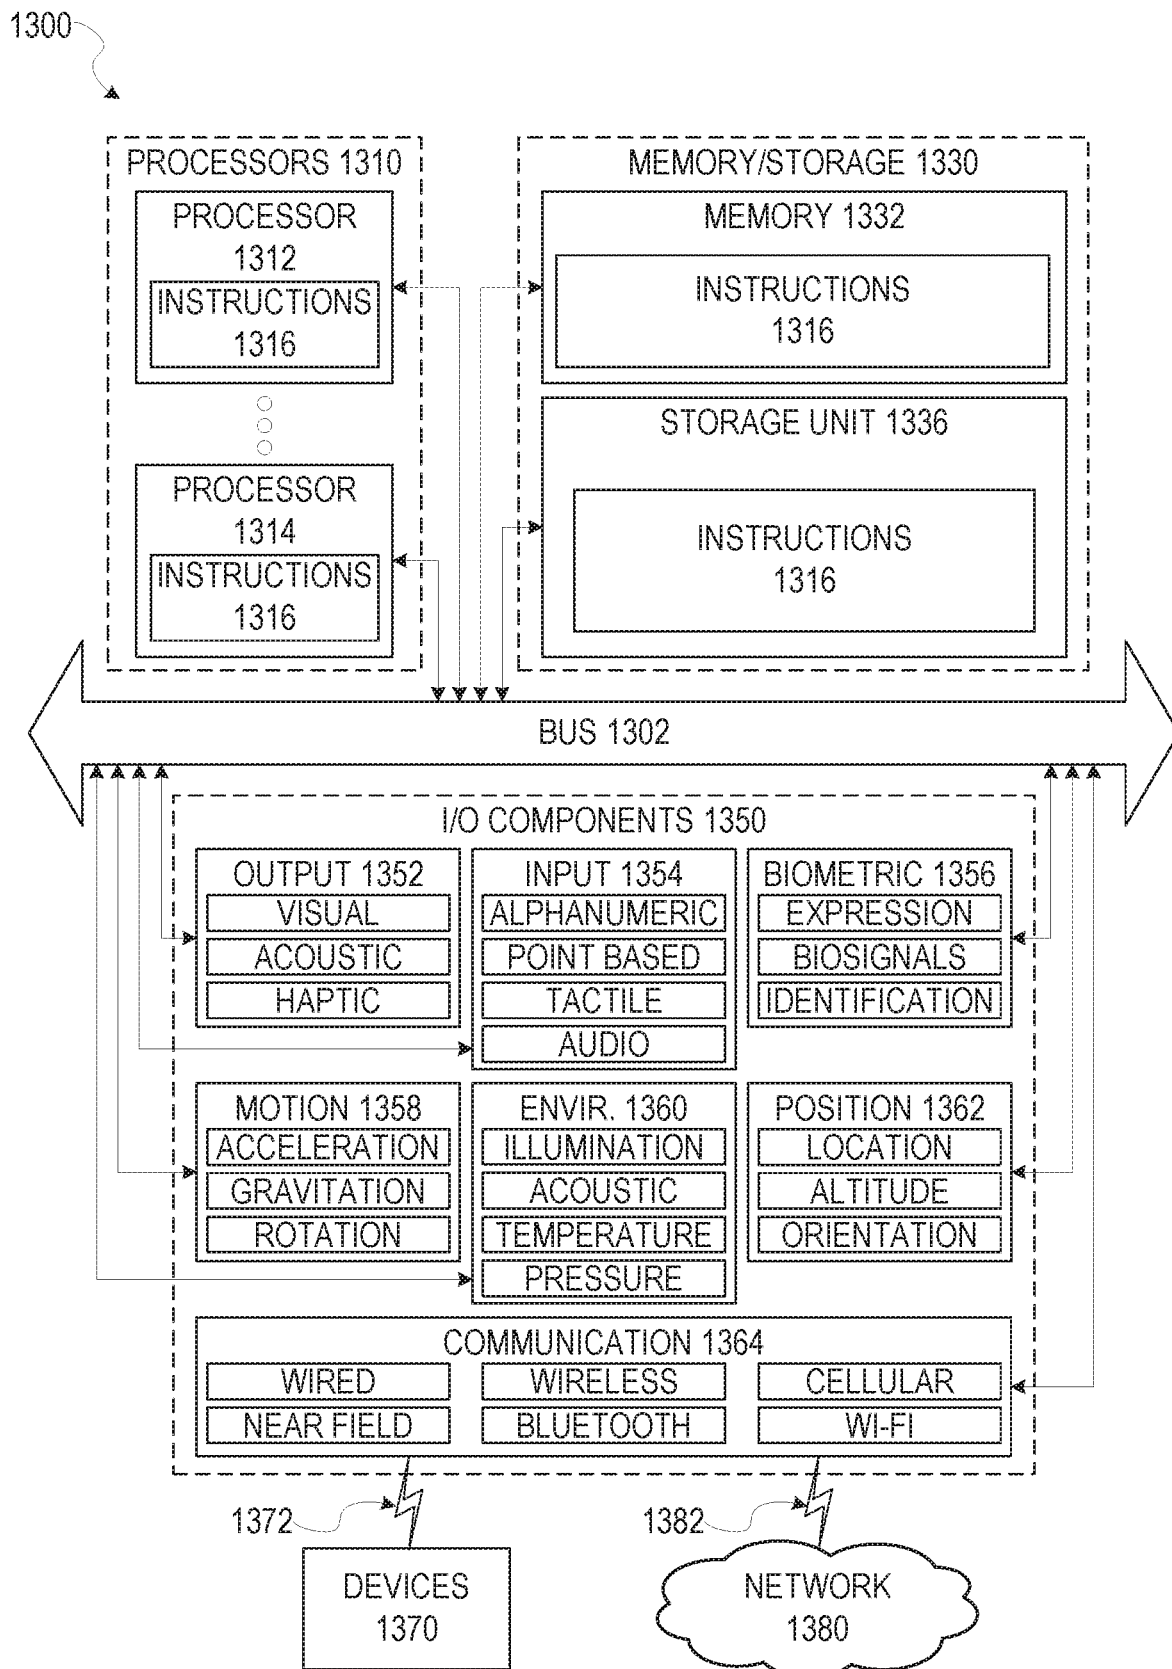 1300
PROCESSORS 1310
PROCESSOR
1312
INSTRUCTIONS
1316
PROCESSOR
1314
INSTRUCTIONS
1316
MEMORY/STORAGE 1330
MEMORY 1332
INSTRUCTIONS
1316
STORAGE UNIT 1336
INSTRUCTIONS
1316
BUS 1302
I/O COMPONENTS 1350
OUTPUT 1352
VISUAL
ACOUSTIC
HAPTIC
INPUT 1354
ALPHANUMERIC
POINT BASED
TACTILE
AUDIO
BIOMETRIC 1356
EXPRESSION
BIOSIGNALS
IDENTIFICATION
MOTION 1358
ACCELERATION
GRAVITATION
ROTATION
ENVIR. 1360
ILLUMINATION
ACOUSTIC
TEMPERATURE
PRESSURE
POSITION 1362
LOCATION
ALTITUDE
ORIENTATION
COMMUNICATION 1364
WIRED
WIRELESS
CELLULAR
NEAR FIELD
BLUETOOTH
WI-FI
1372
1382
DEVICES
1370
NETWORK
1380